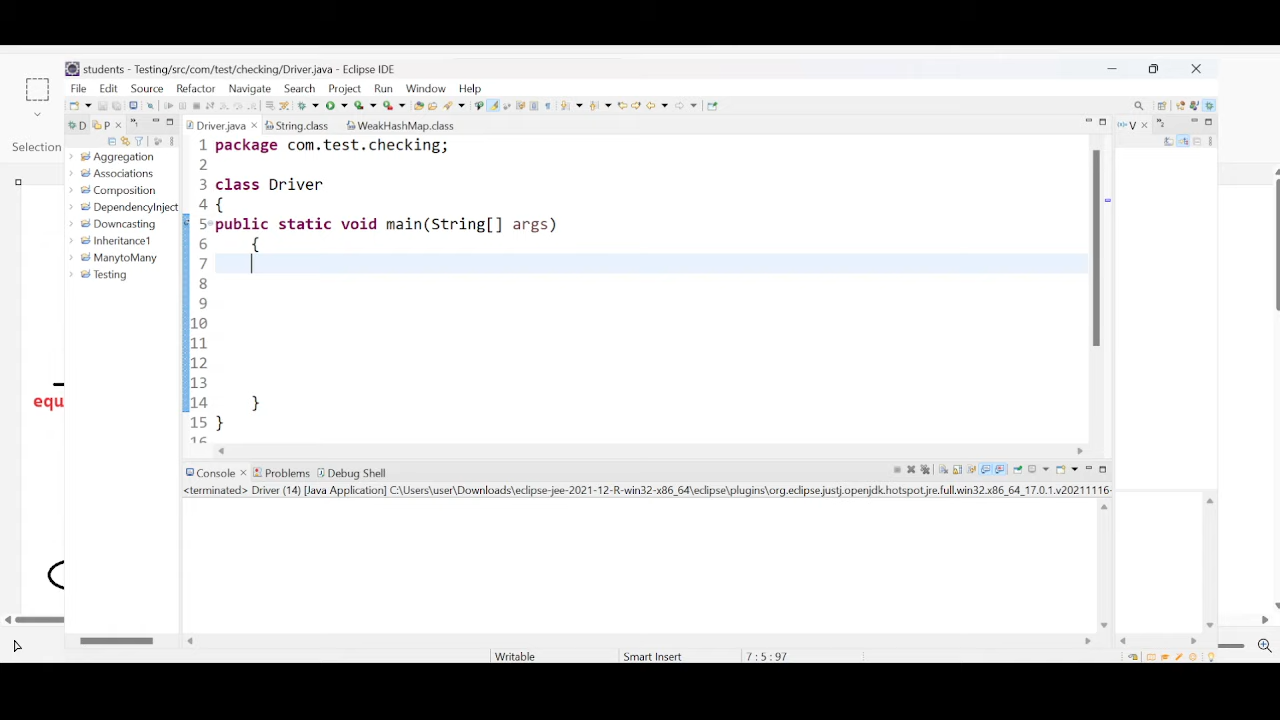 students - Testing/src/com/test/checking/Driver.java - Eclipse IDE
File Edit Source Refactor Navigate Search Project Run Window Help
Selection
D P
Aggregation
Associations
Composition
DependencyInject
Downcasting
Inheritance1
ManytoMany
Testing
equ
Driver.java String.class WeakHashMap.class
1 package com.test.checking;
2
3 class Driver
4 {
5 public static void main(String[] args)
6 {
7
8
9
10
11
12
13
14 }
15 }
16
V
Console Problems Debug Shell
<terminated> Driver (14) [Java Application] C:\Users\user\Downloads\eclipse-jee-2021-12-R-win32-x86_64\eclipse\plugins\org.eclipse.justj.openjdk.hotspot.jre.full.win32.x86_64_17.0.1.v20211116-
Writable Smart Insert 7 : 5 : 97